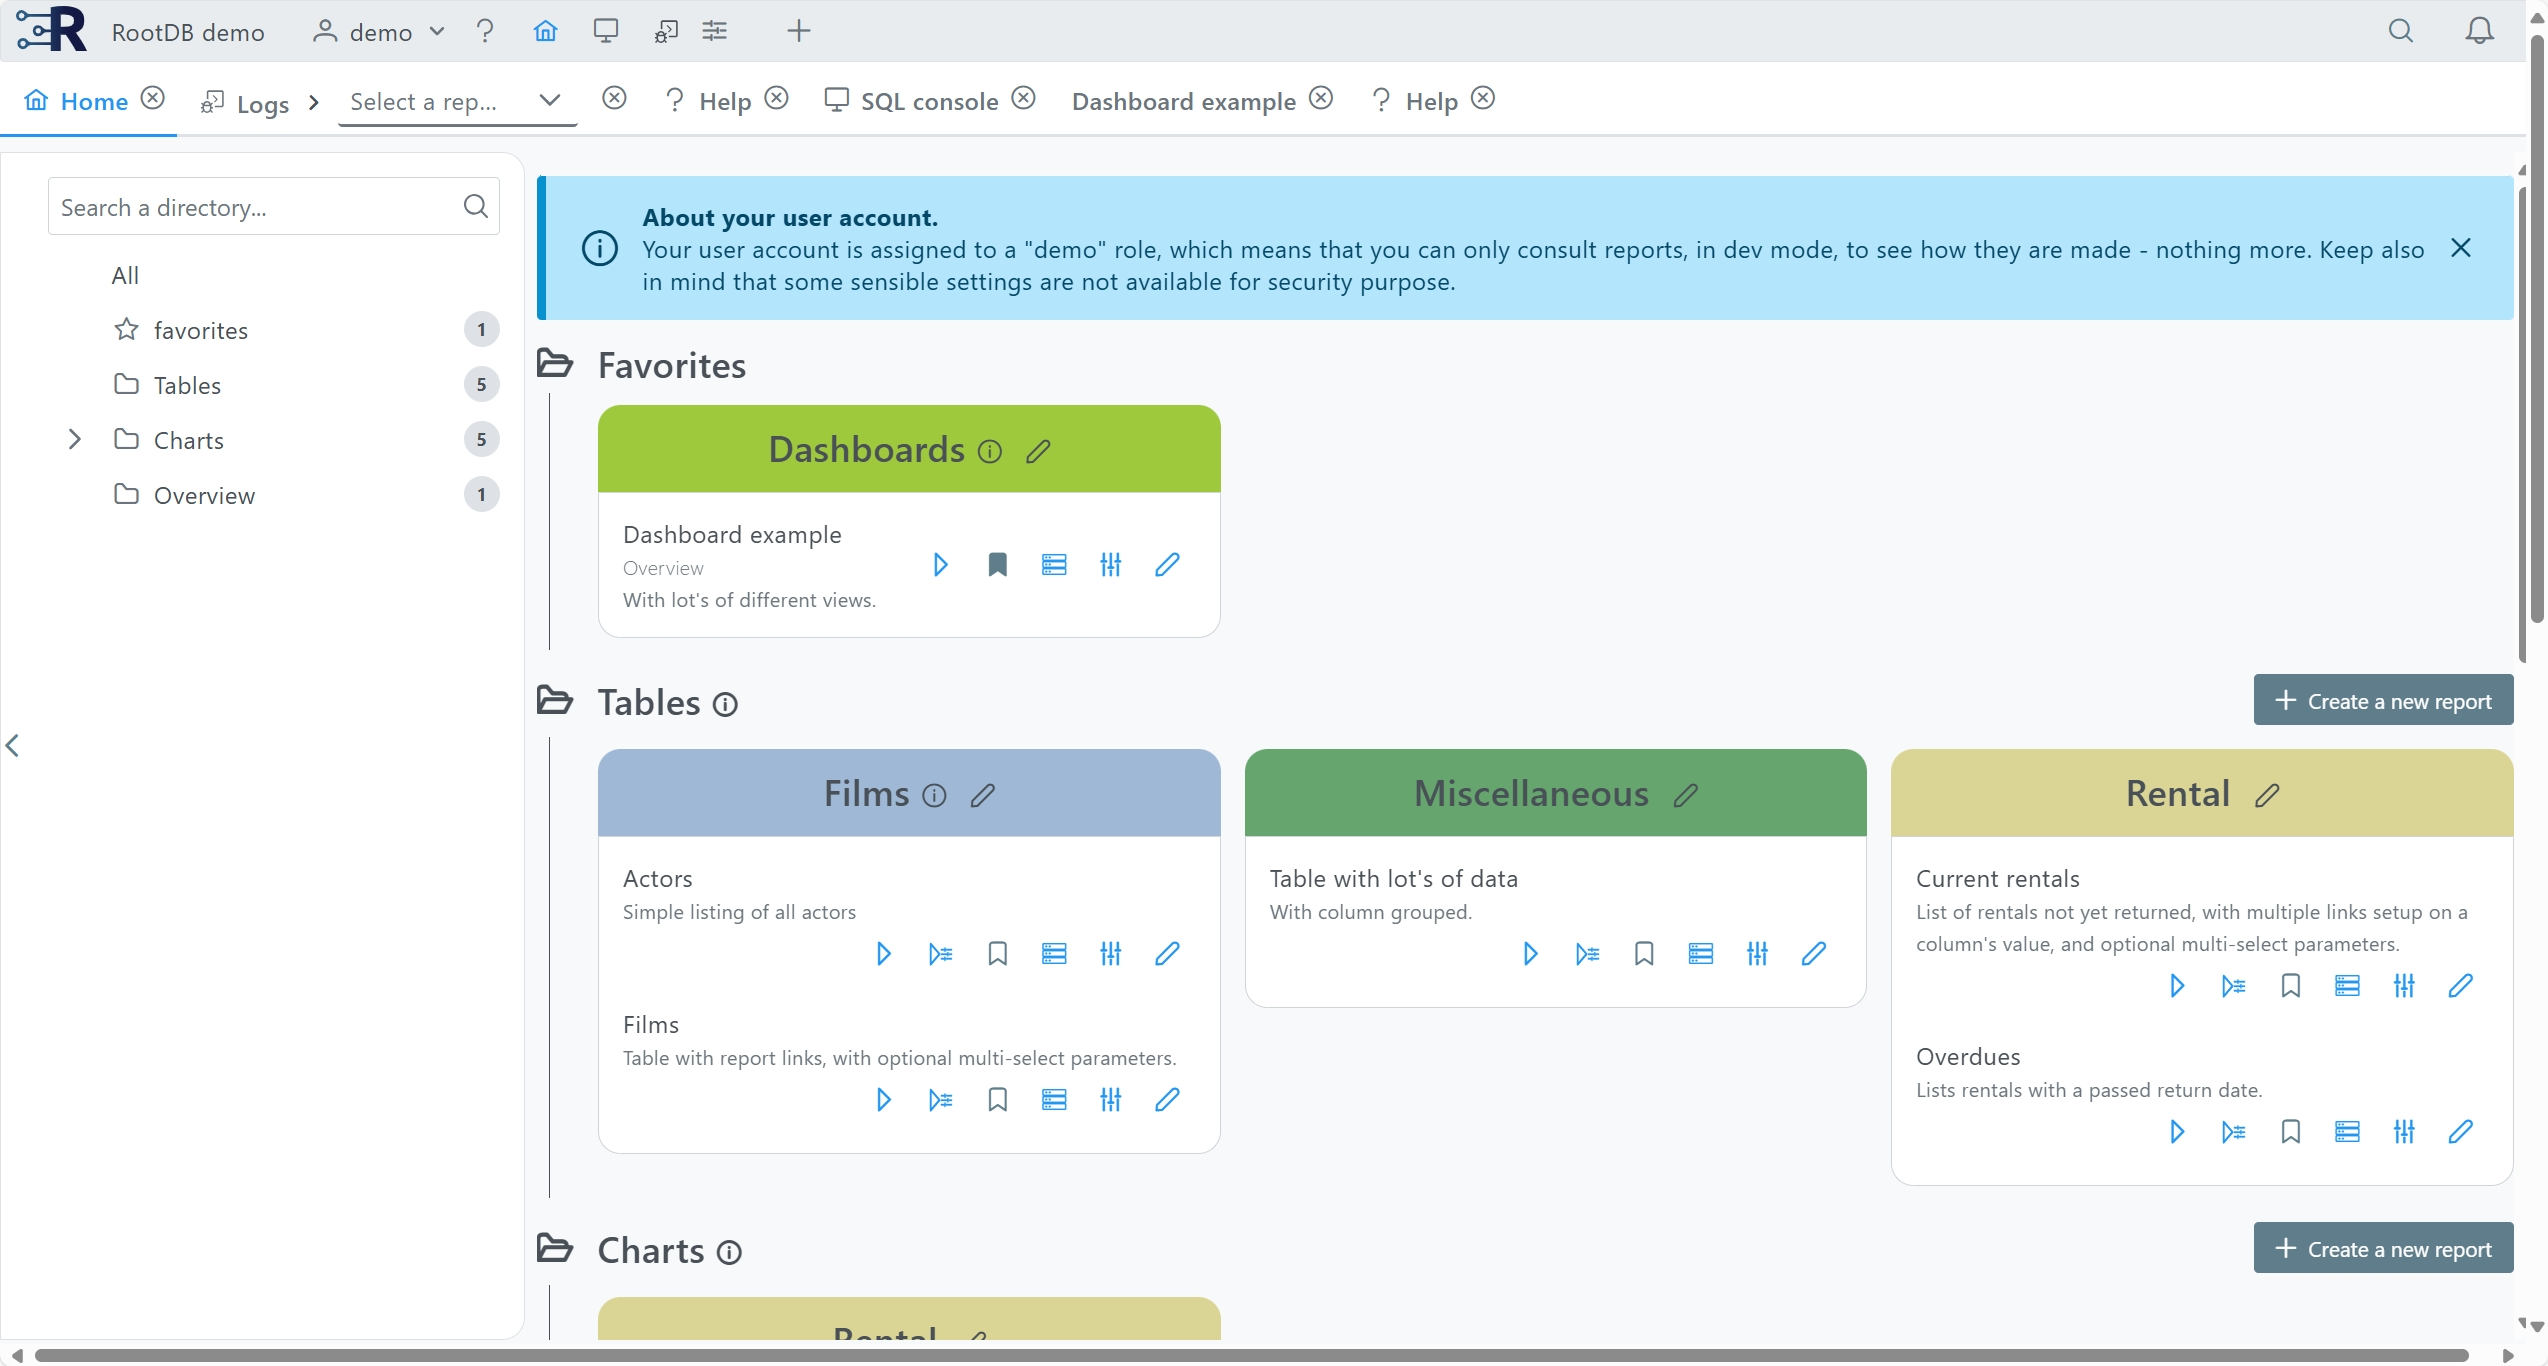 R RootDB demo demo
Home Logs Select a rep... Help SQL console Dashboard example Help
Search a directory...
All
favorites 1
Tables 5
Charts 5
Overview 1
About your user account.
Your user account is assigned to a "demo" role, which means that you can only consult reports, in dev mode, to see how they are made - nothing more. Keep also
in mind that some sensible settings are not available for security purpose.
Favorites
Dashboards
Dashboard example
Overview
With lot's of different views.
Tables
Create a new report
Films
Actors
Simple listing of all actors
Films
Table with report links, with optional multi-select parameters.
Miscellaneous
Table with lot's of data
With column grouped.
Rental
Current rentals
List of rentals not yet returned, with multiple links setup on a
column's value, and optional multi-select parameters.
Overdues
Lists rentals with a passed return date.
Charts
Create a new report
Rental